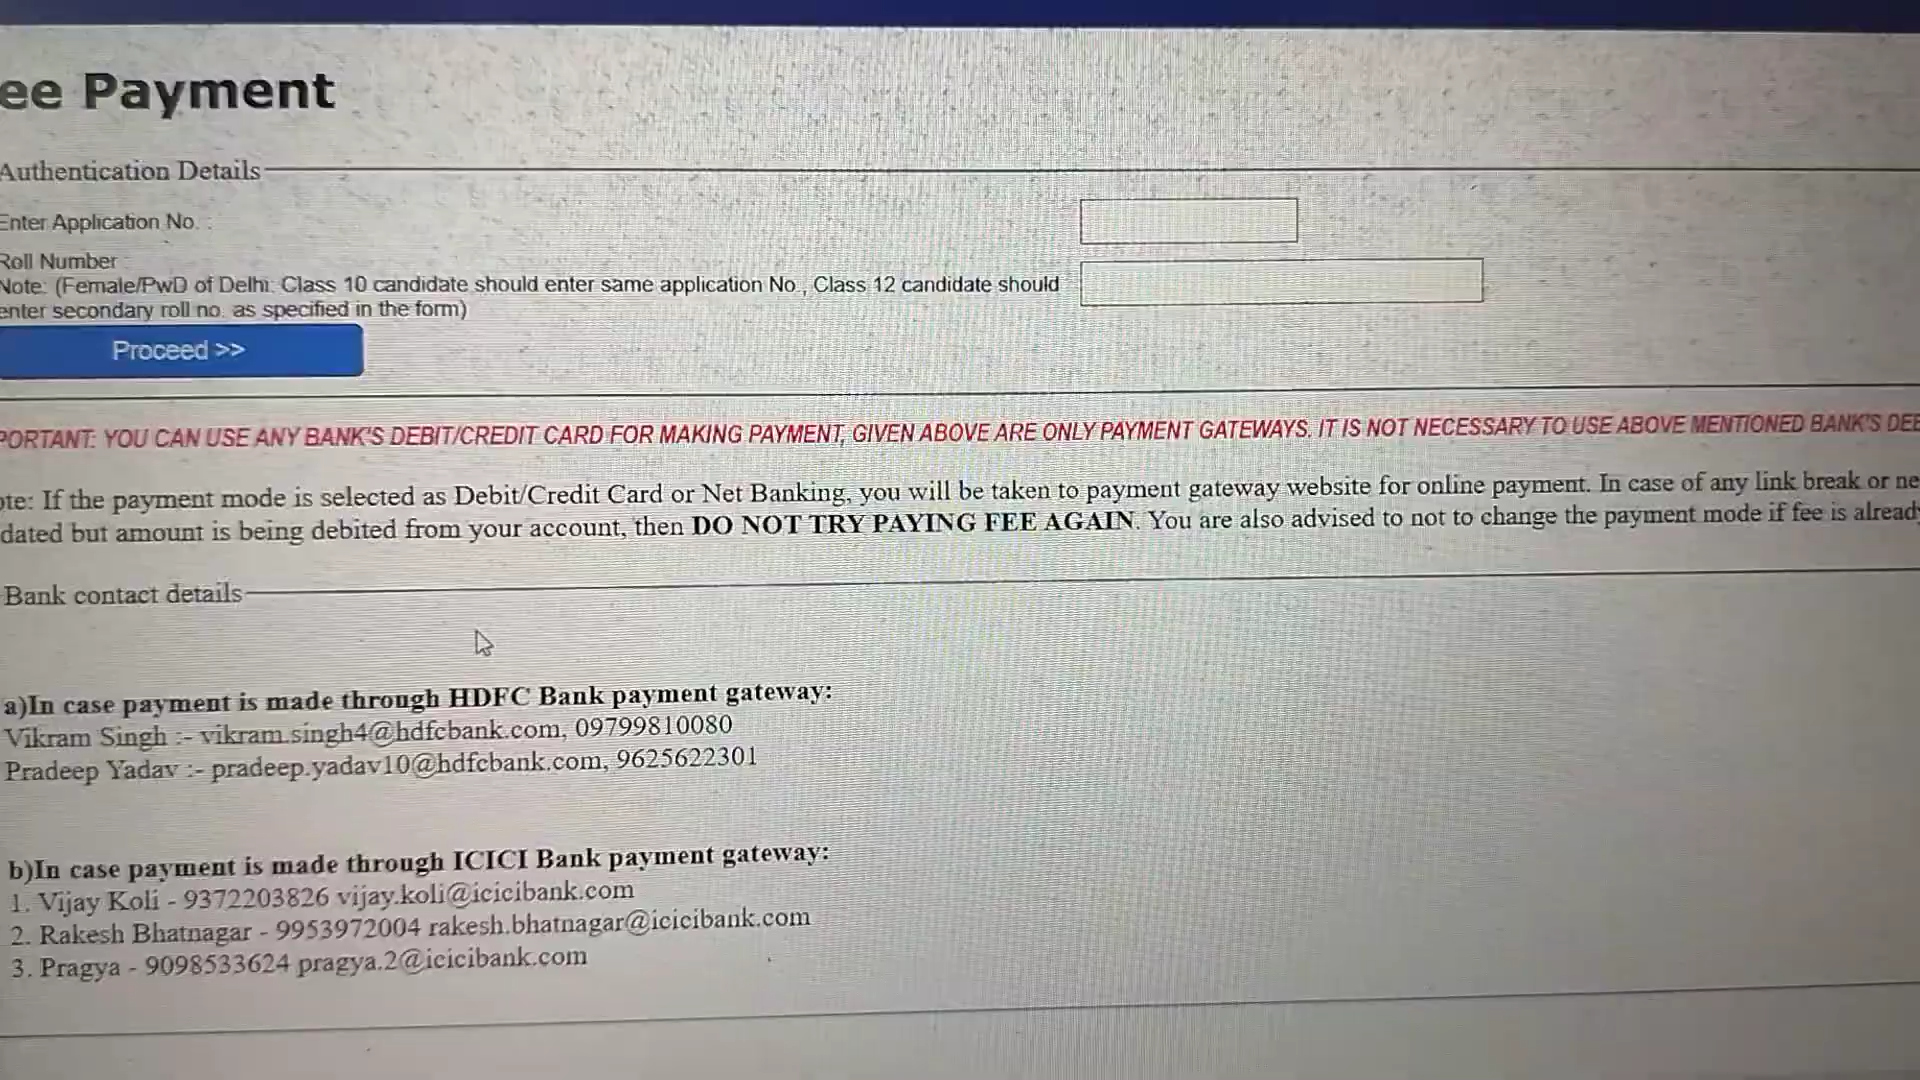 ee Payment
Authentication Details
Enter Application No. :
Roll Number
Note: (Female/PwD of Delhi: Class 10 candidate should enter same application No., Class 12 candidate should
enter secondary roll no. as specified in the form)
Proceed >>
PORTANT: YOU CAN USE ANY BANK'S DEBIT/CREDIT CARD FOR MAKING PAYMENT, GIVEN ABOVE ARE ONLY PAYMENT GATEWAYS. IT IS NOT NECESSARY TO USE ABOVE MENTIONED BANK'S DEB
ote: If the payment mode is selected as Debit/Credit Card or Net Banking, you will be taken to payment gateway website for online payment. In case of any link break or ne
dated but amount is being debited from your account, then DO NOT TRY PAYING FEE AGAIN. You are also advised to not to change the payment mode if fee is already
Bank contact details
a)In case payment is made through HDFC Bank payment gateway:
Vikram Singh :- vikram.singh4@hdfcbank.com, 09799810080
Pradeep Yadav :- pradeep.yadav10@hdfcbank.com, 9625622301
b)In case payment is made through ICICI Bank payment gateway:
1. Vijay Koli - 9372203826 vijay.koli@icicibank.com
2. Rakesh Bhatnagar - 9953972004 rakesh.bhatnagar@icicibank.com
3. Pragya - 9098533624 pragya.2@icicibank.com